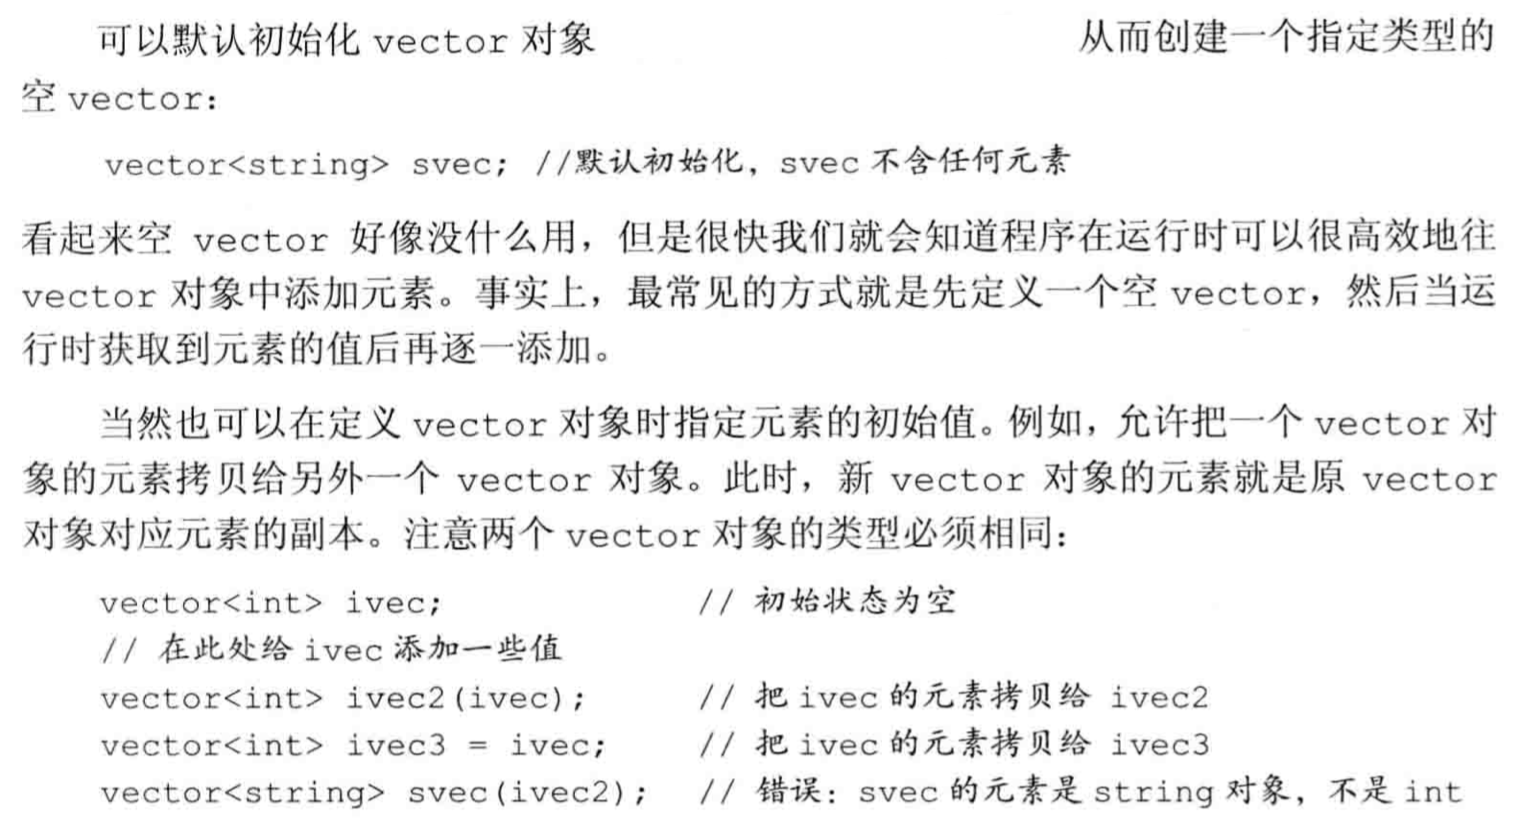 可以默认初始化 vector 对象 从而创建一个指定类型的
空 vector：
vector<string> svec; //默认初始化，svec 不含任何元素
看起来空 vector 好像没什么用，但是很快我们就会知道程序在运行时可以很高效地往
vector 对象中添加元素。事实上，最常见的方式就是先定义一个空 vector，然后当运
行时获取到元素的值后再逐一添加。
当然也可以在定义 vector 对象时指定元素的初始值。例如，允许把一个 vector 对
象的元素拷贝给另外一个 vector 对象。此时，新 vector 对象的元素就是原 vector
对象对应元素的副本。注意两个 vector 对象的类型必须相同：
vector<int> ivec; // 初始状态为空
// 在此处给 ivec 添加一些值
vector<int> ivec2(ivec); // 把 ivec 的元素拷贝给 ivec2
vector<int> ivec3 = ivec; // 把 ivec 的元素拷贝给 ivec3
vector<string> svec(ivec2); // 错误：svec 的元素是 string 对象，不是 int